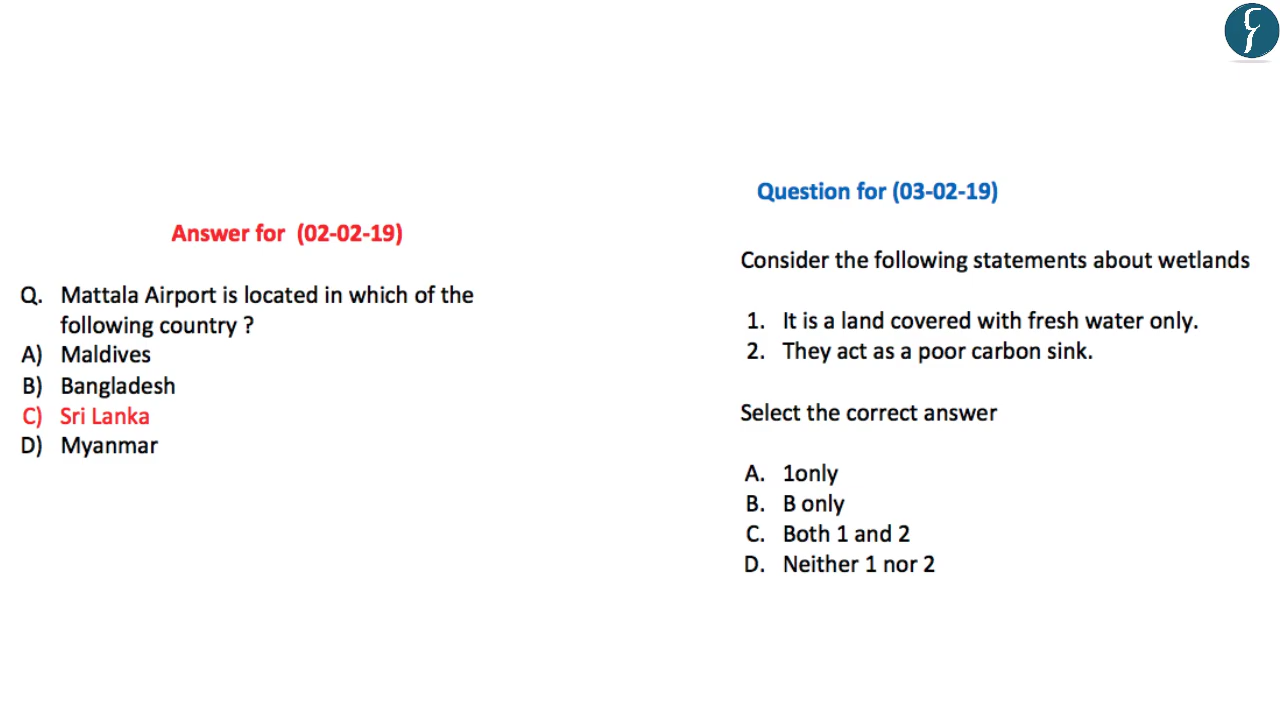 Answer for  (02-02-19)
Q. Mattala Airport is located in which of the
following country ?
A) Maldives
B) Bangladesh
C) Sri Lanka
D) Myanmar
Question for (03-02-19)
Consider the following statements about wetlands
1. It is a land covered with fresh water only.
2. They act as a poor carbon sink.
Select the correct answer
A. 1only
B. B only
C. Both 1 and 2
D. Neither 1 nor 2